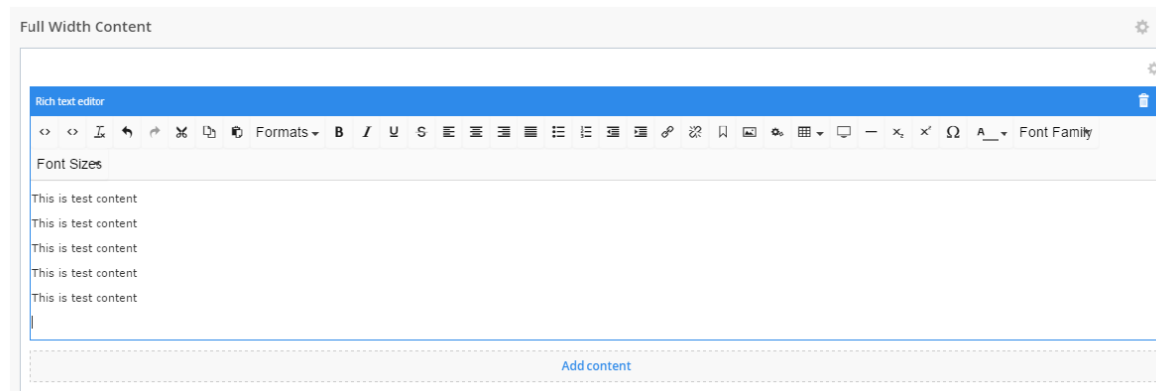 Full Width Content
Rich text editor
Formats B I U S A Font Family
Font Sizes
This is test content
This is test content
This is test content
This is test content
This is test content
Add content